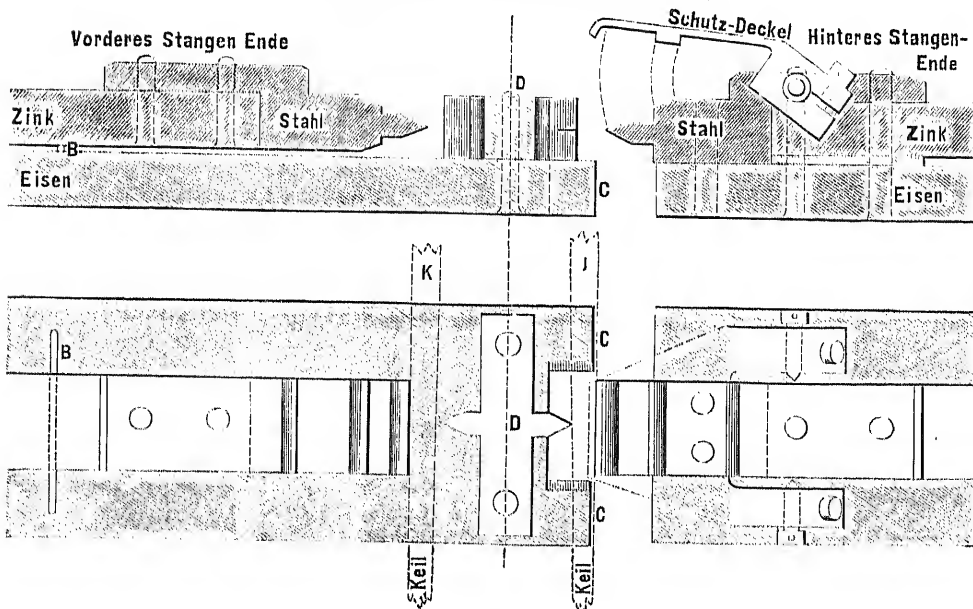 Vorderes Stangen Ende
Schutz-Deckel
Hinteres Stangen-
Ende
D
Zink
Stahl
Stahl
Zink
B
Eisen
C
Eisen
K
J
B
C
D
C
Keil
Keil